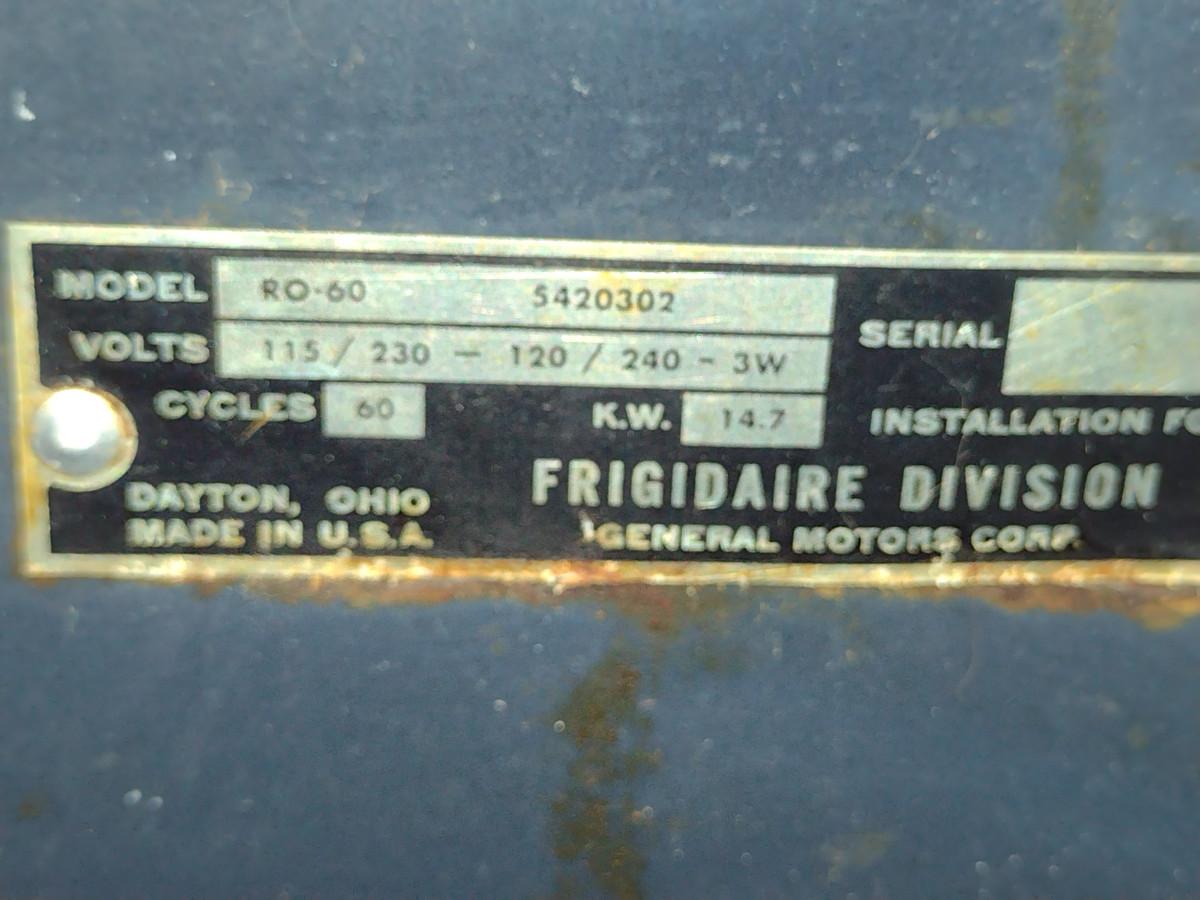 MODEL RO-60 5420302
VOLTS 115 / 230 - 120 / 240 - 3W
SERIAL
CYCLES 60 K.W. 14.7 INSTALLATION
FRIGIDAIRE DIVISION
DAYTON, OHIO
MADE IN U.S.A. GENERAL MOTORS CORP.